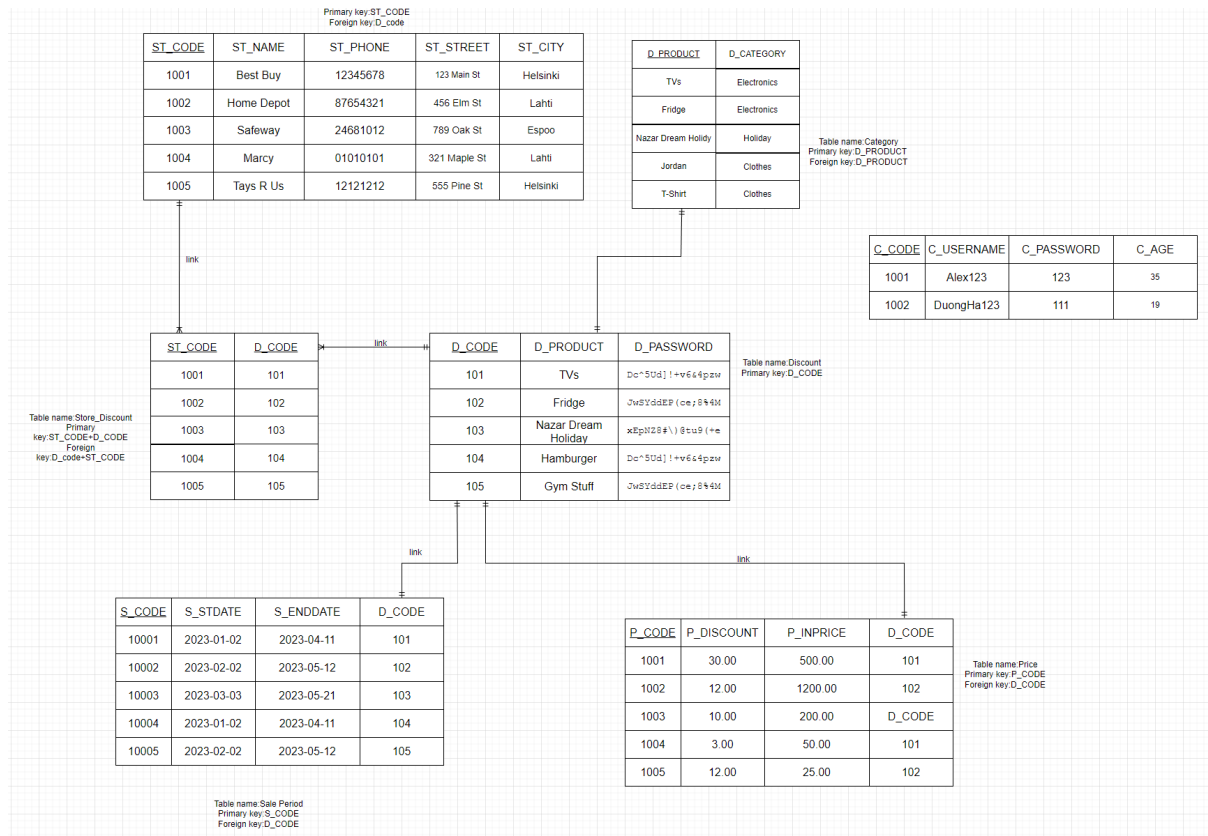 Primary key:ST_CODE
Foreign key:D_code
ST_CODE ST_NAME ST_PHONE ST_STREET ST_CITY
1001 Best Buy 12345678 123 Main St Helsinki
1002 Home Depot 87654321 456 Elm St Lahti
1003 Safeway 24681012 789 Oak St Espoo
1004 Marcy 01010101 321 Maple St Lahti
1005 Tays R Us 12121212 555 Pine St Helsinki
D_PRODUCT D_CATEGORY
TVs Electronics
Fridge Electronics
Nazar Dream Holidy Holiday
Jordan Clothes
T-Shirt Clothes
Table name:Category
Primary key:D_PRODUCT
Foreign key:D_PRODUCT
C_CODE C_USERNAME C_PASSWORD C_AGE
1001 Alex123 123 35
1002 DuongHa123 111 19
link
ST_CODE D_CODE
1001 101
1002 102
1003 103
1004 104
1005 105
Table name:Store_Discount
Primary
key:ST_CODE+D_CODE
Foreign
key:D_code+ST_CODE
link
D_CODE D_PRODUCT D_PASSWORD
101 TVs Dc^5Ud]!+v6&4pzw
102 Fridge JwSYddEP(ce;8%4M
103 Nazar Dream
Holiday xEpNZ8#\)@tu9(+e
104 Hamburger Dc^5Ud]!+v6&4pzw
105 Gym Stuff JwSYddEP(ce;8%4M
Table name:Discount
Primary key:D_CODE
link
link
S_CODE S_STDATE S_ENDDATE D_CODE
10001 2023-01-02 2023-04-11 101
10002 2023-02-02 2023-05-12 102
10003 2023-03-03 2023-05-21 103
10004 2023-01-02 2023-04-11 104
10005 2023-02-02 2023-05-12 105
Table name:Sale Period
Primary key:S_CODE
Foreign key:D_CODE
P_CODE P_DISCOUNT P_INPRICE D_CODE
1001 30.00 500.00 101
1002 12.00 1200.00 102
1003 10.00 200.00 D_CODE
1004 3.00 50.00 101
1005 12.00 25.00 102
Table name:Price
Primary key:P_CODE
Foreign key:D_CODE